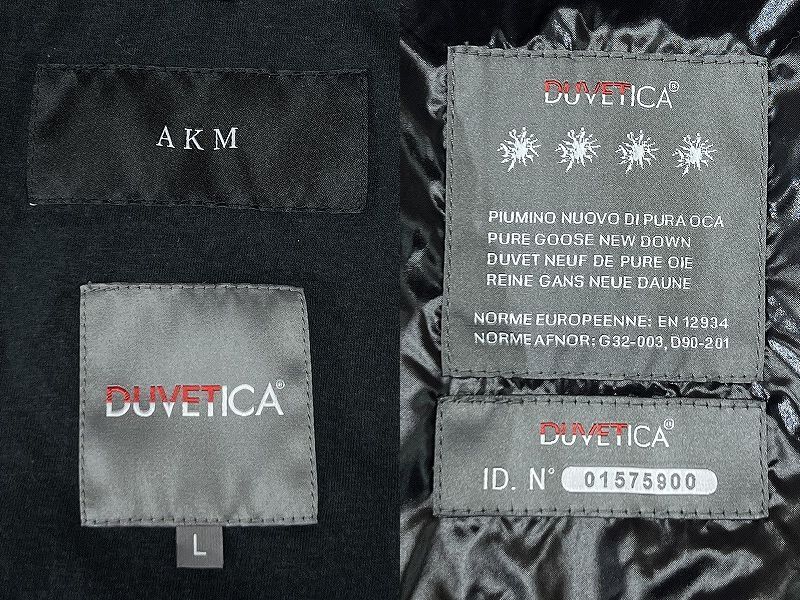 AKM
DUVETICA®
L
DUVETICA®
PIUMINO NUOVO DI PURA OCA
PURE GOOSE NEW DOWN
DUVET NEUF DE PURE OIE
REINE GANS NEUE DAUNE
NORME EUROPEENNE: EN 12934
NORME AFNOR: G32-003, D90-201
DUVETICA®
ID. N° 01575900